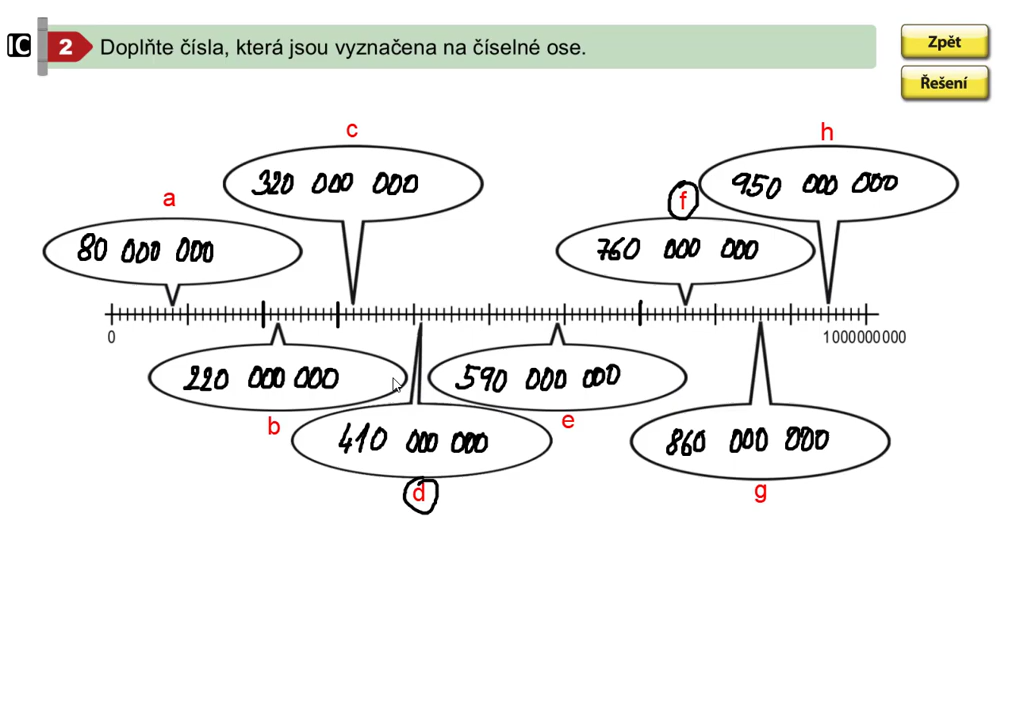 IC
2 Doplňte čísla, která jsou vyznačena na číselné ose.
Zpět
Řešení
c
h
320 000 000
f
950 000 000
a
80 000 000
760 000 000
0
1000000000
220 000 000
590 000 000
b
e
410 000 000
860 000 000
d
g